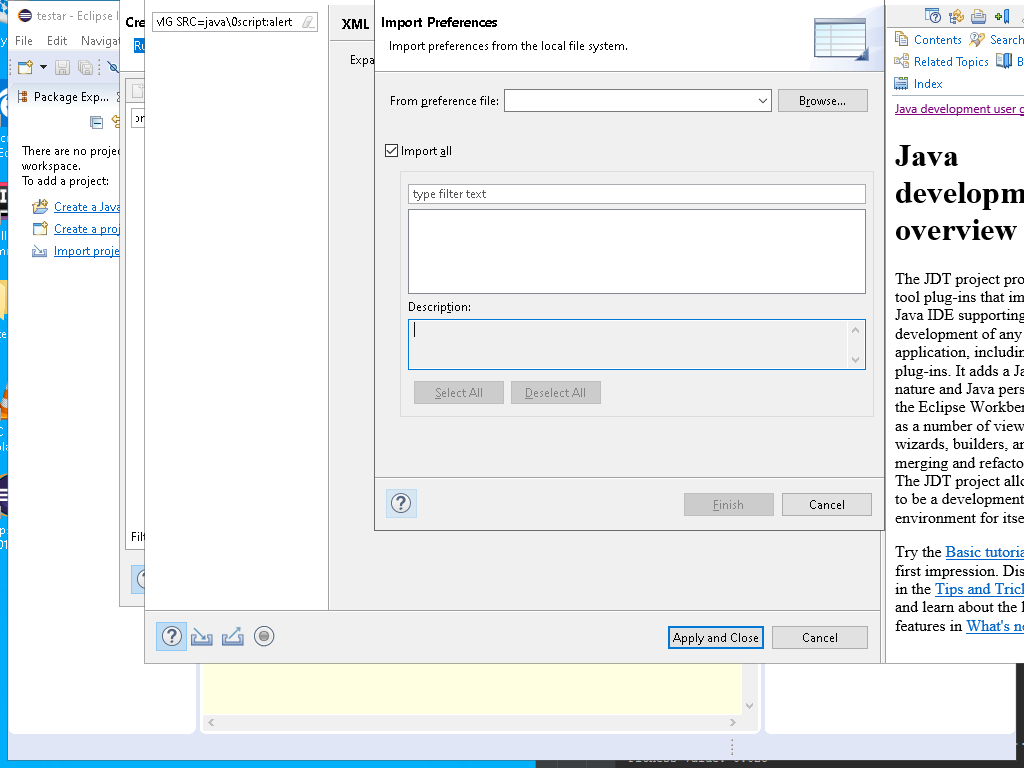 testar - Eclipse I
File Edit Navigat
Package Exp...
There are no projec
workspace.
To add a project:
Create a Java
Create a proj
Import proje
Cre
Ru
Filt
MG SRC=java\0script:alert
XML
Expa
Import Preferences
Import preferences from the local file system.
From preference file:
Browse...
Import all
type filter text
Description:
Select All
Deselect All
?
Finish
Cancel
?
Apply and Close
Cancel
Contents
Search
Related Topics
B
Index
Java development user g
Java
developm
overview
The JDT project pro
tool plug-ins that im
Java IDE supporting
development of any
application, includin
plug-ins. It adds a Ja
nature and Java pers
the Eclipse Workben
as a number of view
wizards, builders, an
merging and refacto
The JDT project allo
to be a development
environment for itse
Try the Basic tutoria
first impression. Dis
in the Tips and Trick
and learn about the l
features in What's ne